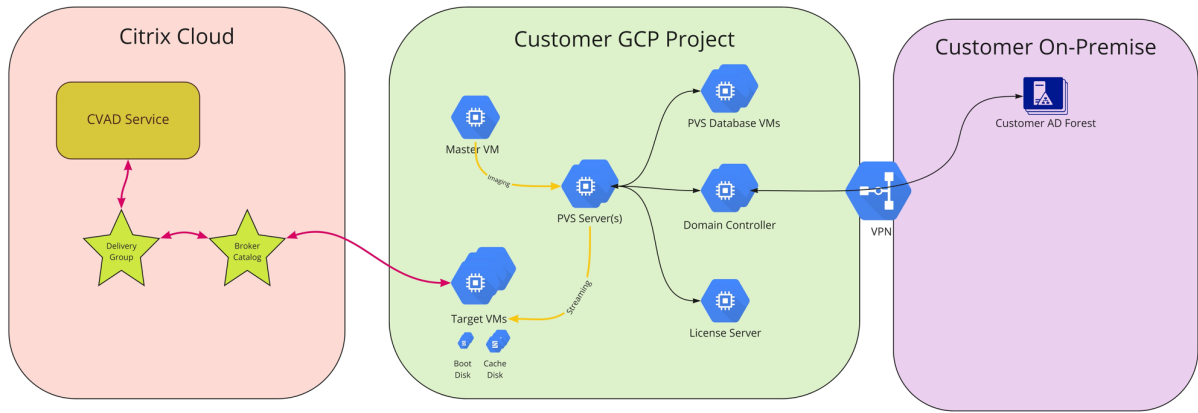 Citrix Cloud
CVAD Service
Delivery
Group
Broker
Catalog
Customer GCP Project
Master VM
Imaging
PVS Server(s)
Streaming
Target VMs
Boot
Disk
Cache
Disk
PVS Database VMs
Domain Controller
License Server
VPN
Customer On-Premise
Customer AD Forest